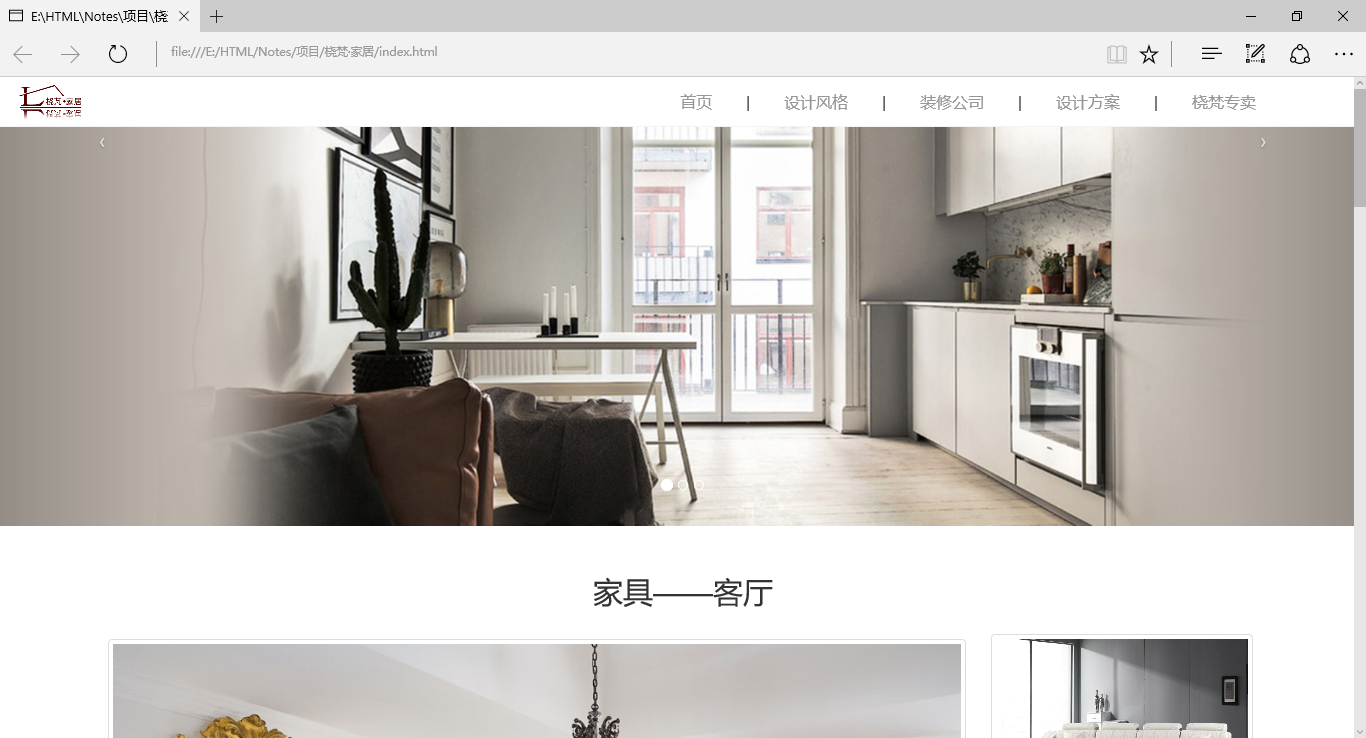 E:\HTML\Notes\项目\桡
file:///E:/HTML/Notes/项目/桡梵·家居/index.html
桡梵·家居
首页 | 设计风格 | 装修公司 | 设计方案 | 桡梵专卖
家具——客厅